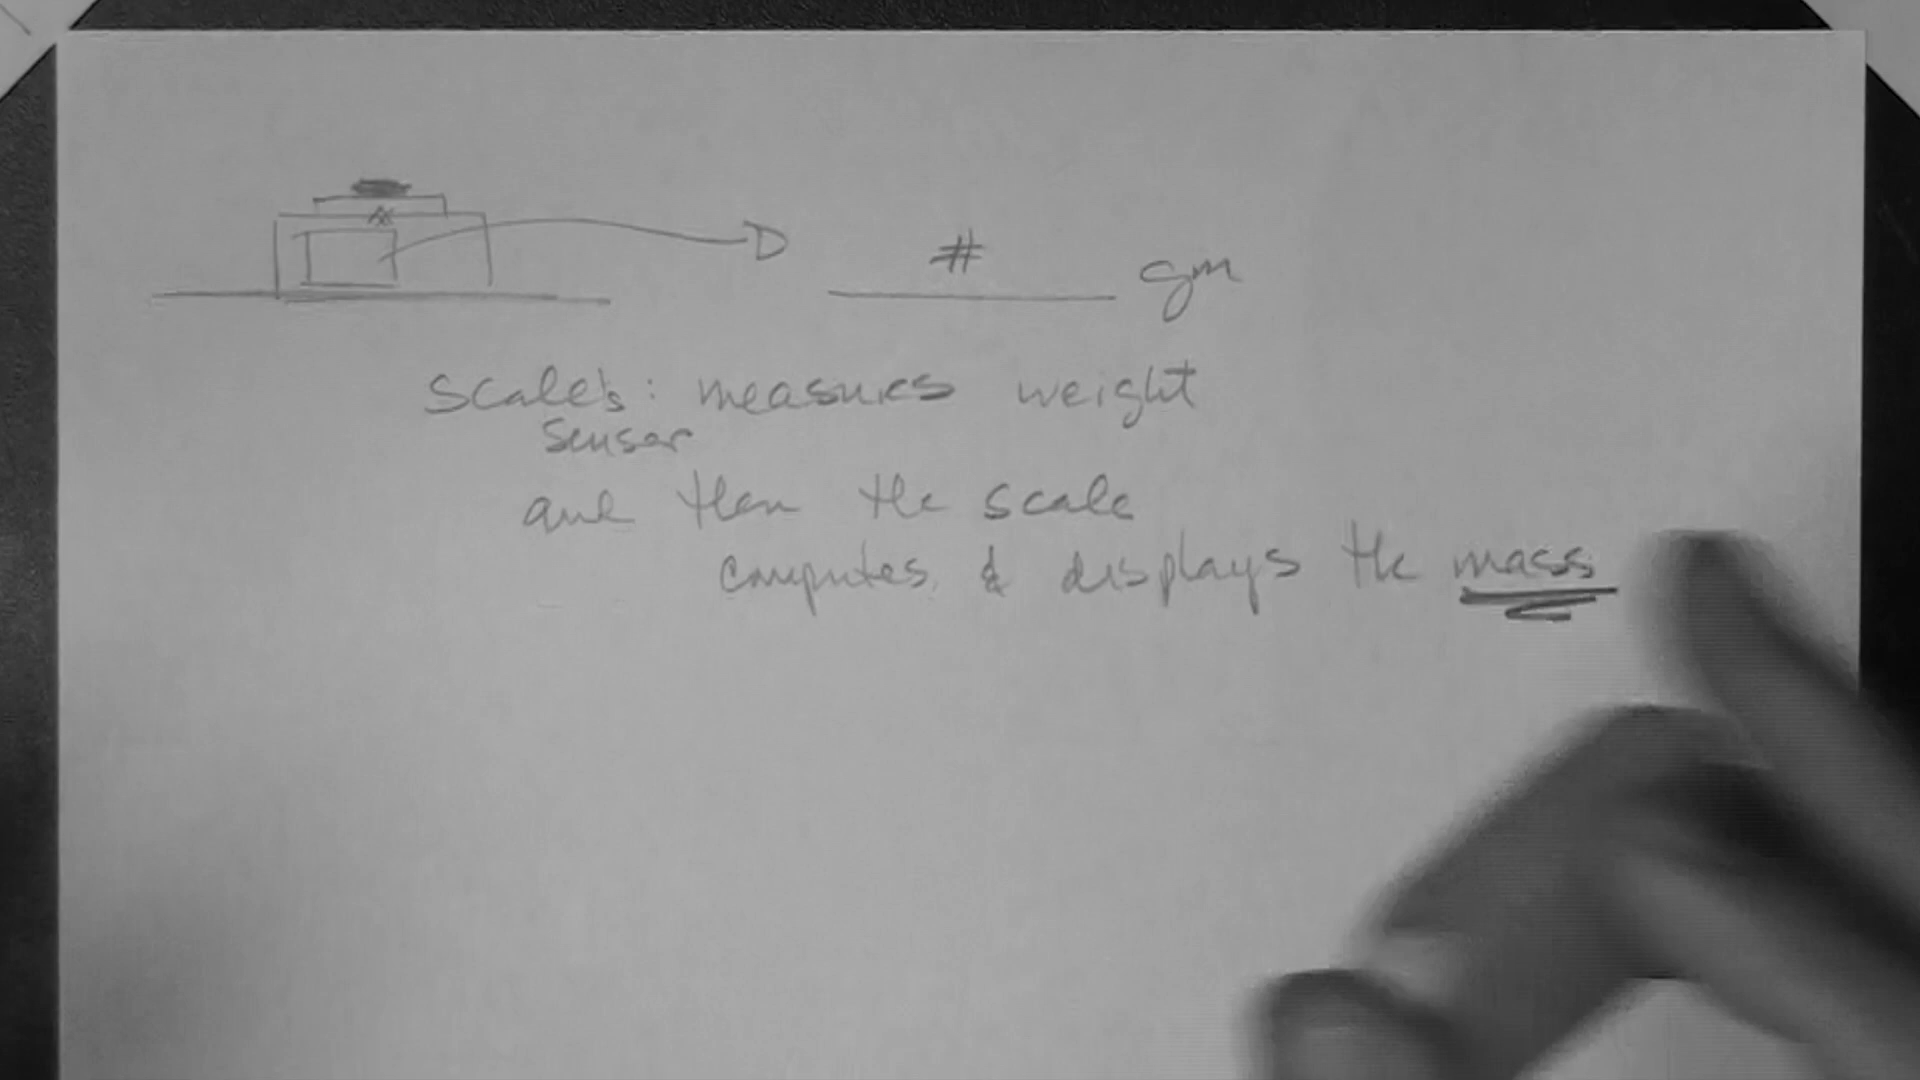 # gm
scale's: measures weight
sensor
and then the scale
computes & displays the mass